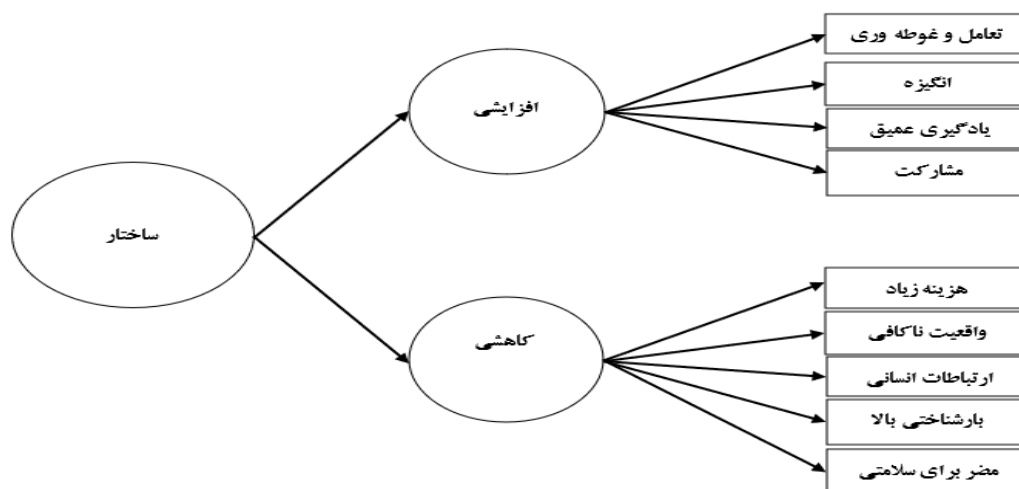 ساختار
افزایشی
تعامل و غوطه وری
انگیزه
یادگیری عمیق
مشارکت
کاهشی
هزینه زیاد
واقعیت ناکافی
ارتباطات انسانی
بارشناختی بالا
مضر برای سلامتی